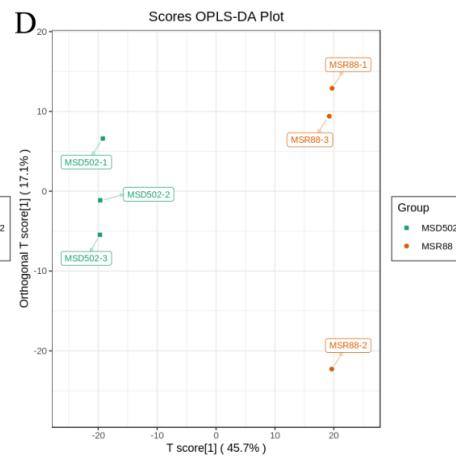 D
Scores OPLS-DA Plot
20
10
0
-10
-20
Orthogonal T score[1] ( 17.1% )
MSR88-1
MSR88-3
MSD502-1
MSD502-2
MSD502-3
MSR88-2
-20
-10
0
10
20
T score[1] ( 45.7% )
2
Group
MSD502
MSR88